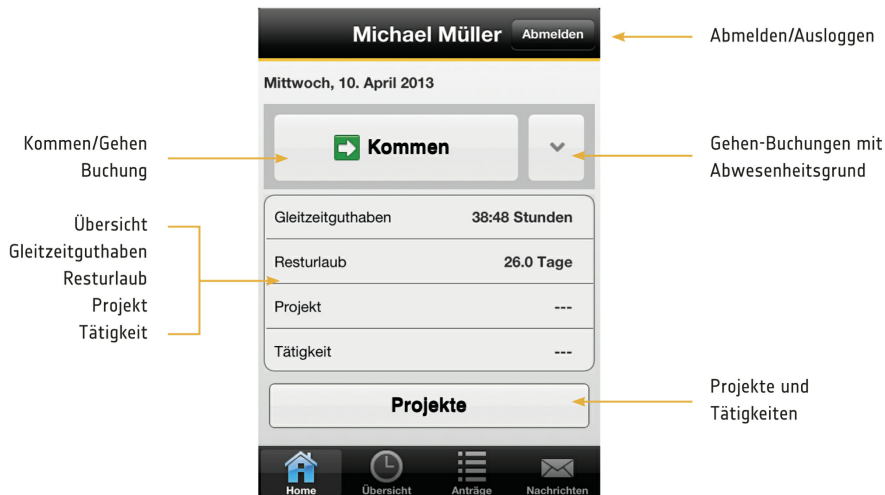 Michael Müller Abmelden
Abmelden/Ausloggen
Mittwoch, 10. April 2013
Kommen/Gehen
Buchung
Kommen
Gehen-Buchungen mit
Abwesenheitsgrund
Übersicht
Gleitzeitguthaben
Resturlaub
Projekt
Tätigkeit
Gleitzeitguthaben 38:48 Stunden
Resturlaub 26.0 Tage
Projekt ---
Tätigkeit ---
Projekte
Projekte und
Tätigkeiten
Home Übersicht Anträge Nachrichten